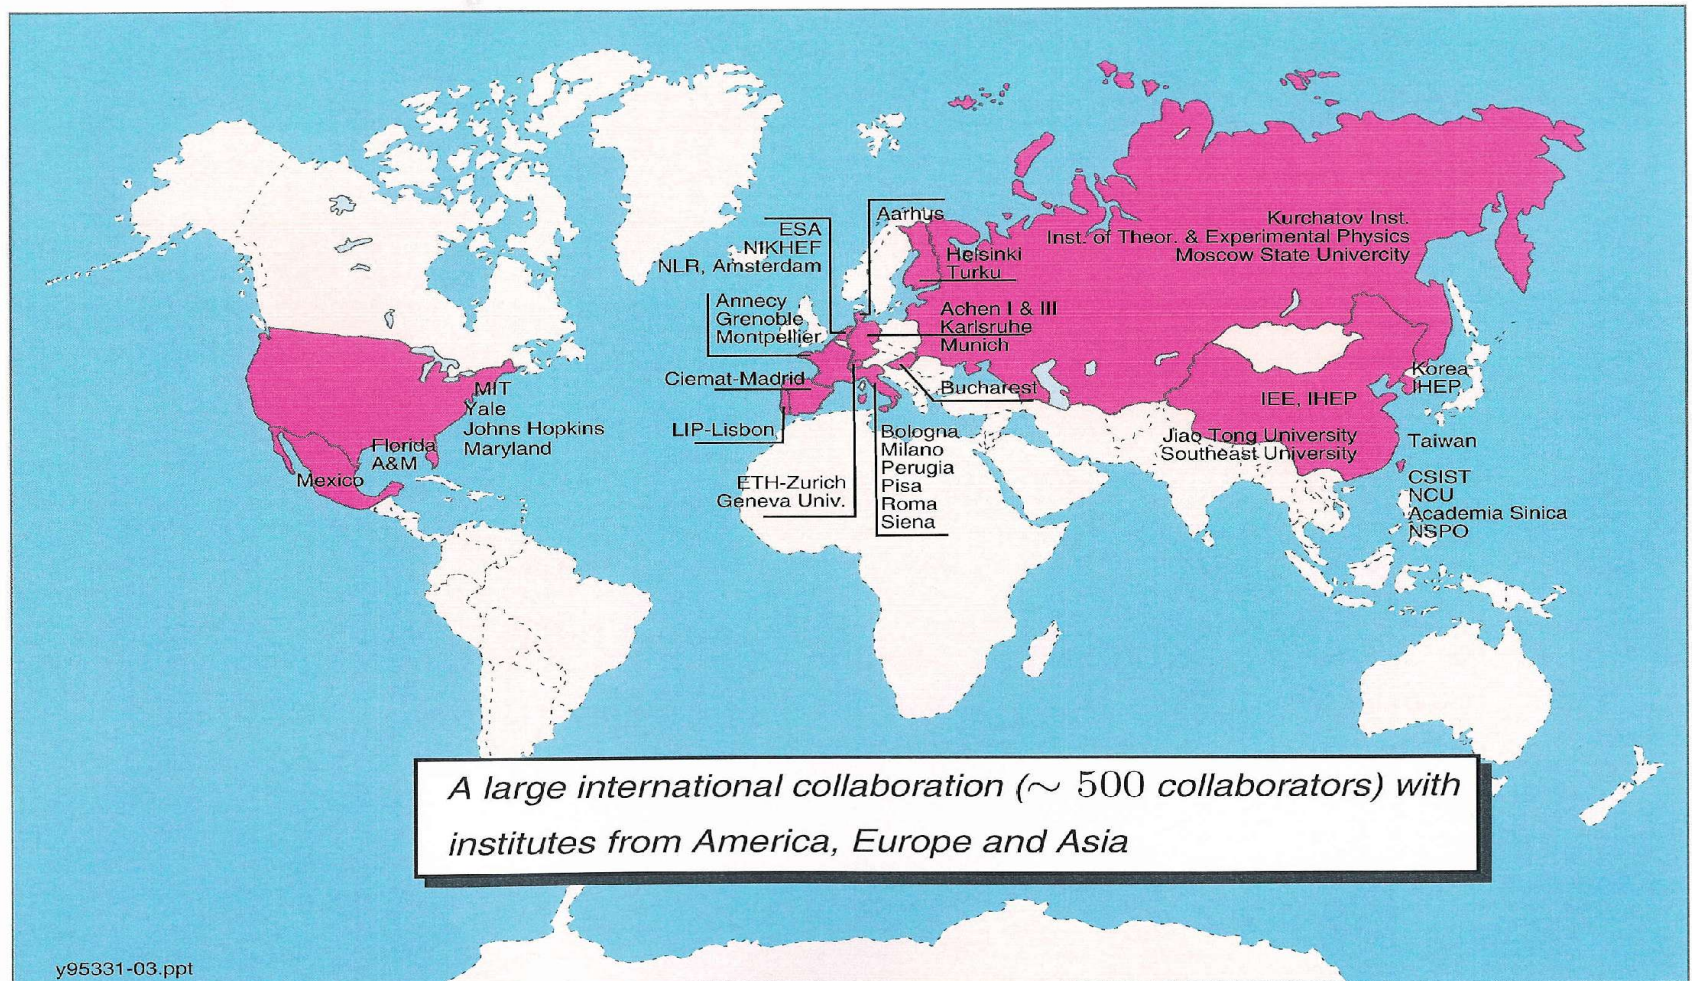 ESA
NIKHEF
NLR, Amsterdam
Aarhus
Helsinki
Turku
Kurchatov Inst.
Inst. of Theor. & Experimental Physics
Moscow State Univercity
Annecy
Grenoble
Montpellier
Achen I & III
Karlsruhe
Munich
Ciemat-Madrid
Bucharest
LIP-Lisbon
MIT
Yale
Johns Hopkins
Maryland
Florida
A&M
Mexico
ETH-Zurich
Geneva Univ.
Bologna
Milano
Perugia
Pisa
Roma
Siena
Korea
IHEP
IEE, IHEP
Jiao Tong University
Southeast University
Taiwan
CSIST
NCU
Academia Sinica
NSPO
A large international collaboration (~ 500 collaborators) with
institutes from America, Europe and Asia
y95331-03.ppt